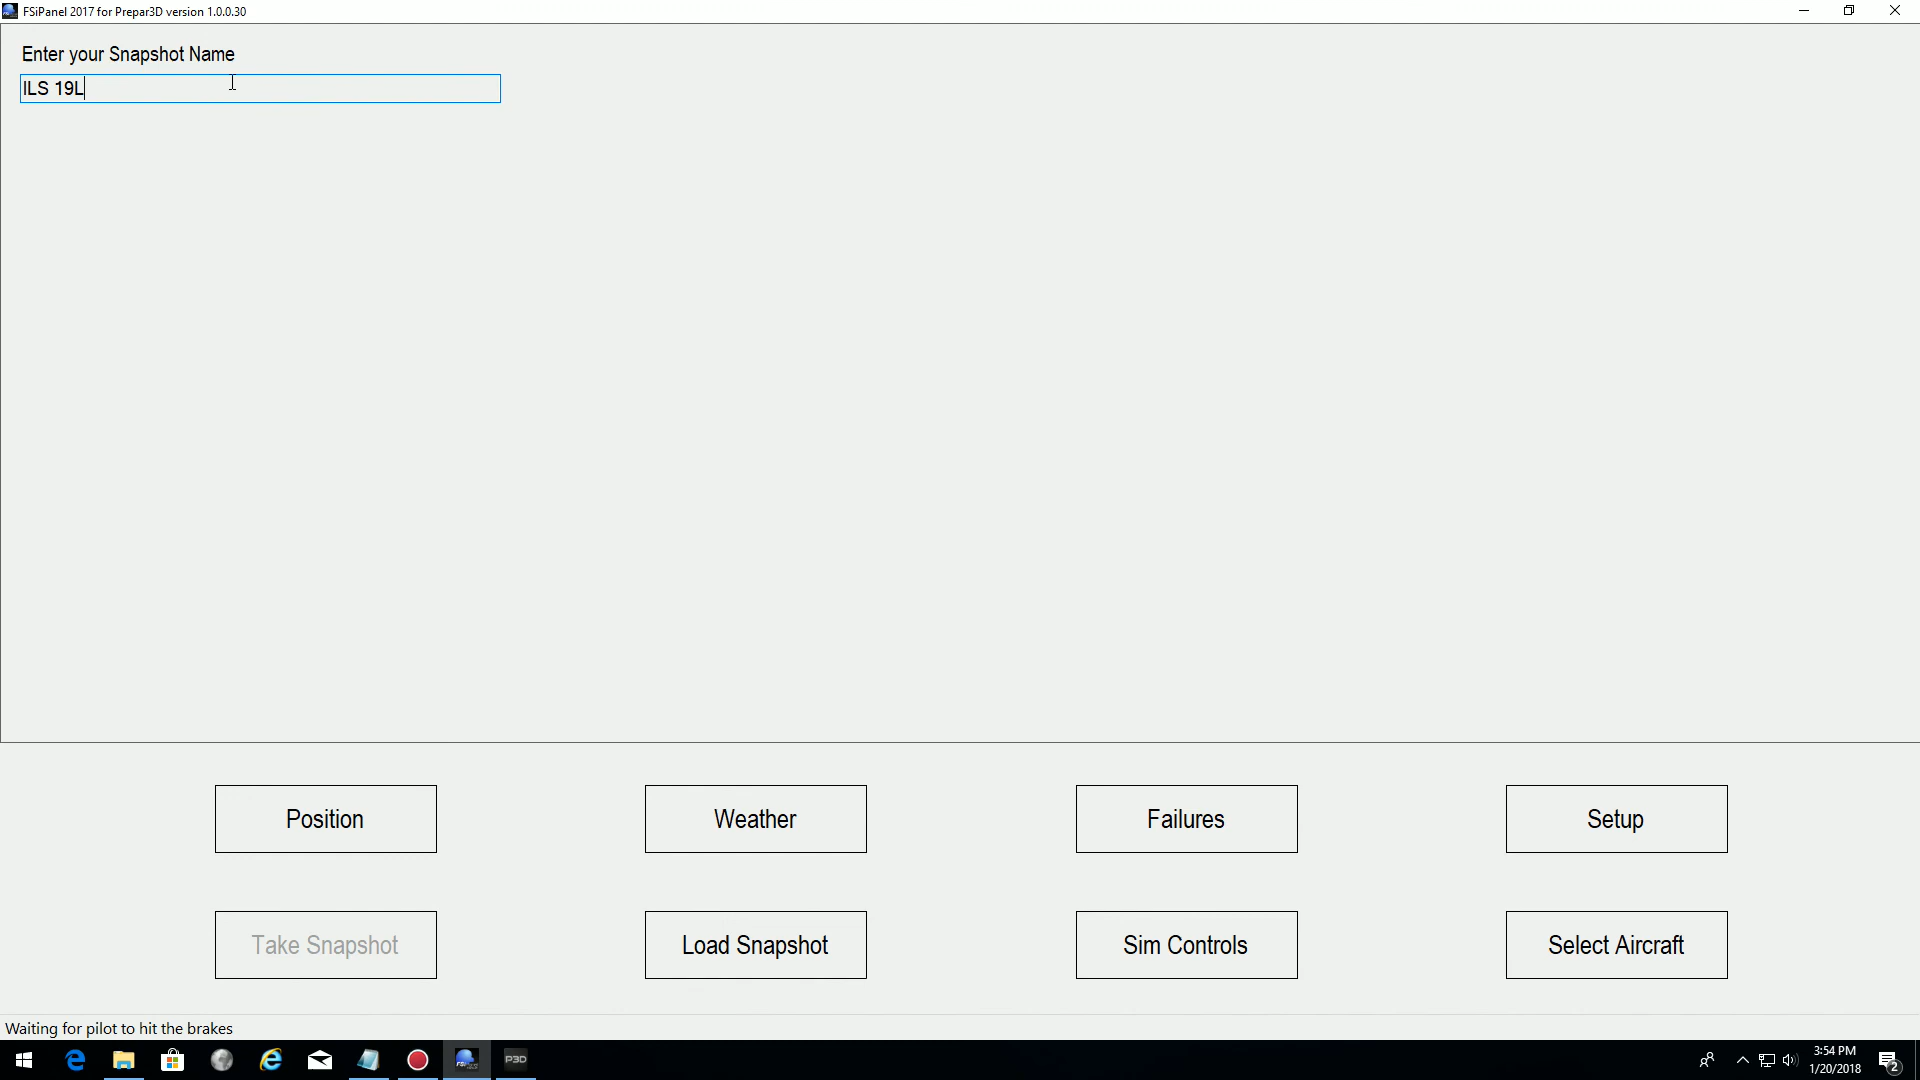 FSiPanel 2017 for Prepar3D version 1.0.0.30
Enter your Snapshot Name
ILS 19L
Position
Weather
Failures
Setup
Take Snapshot
Load Snapshot
Sim Controls
Select Aircraft
Waiting for pilot to hit the brakes
P3D
3:54 PM
1/20/2018
2